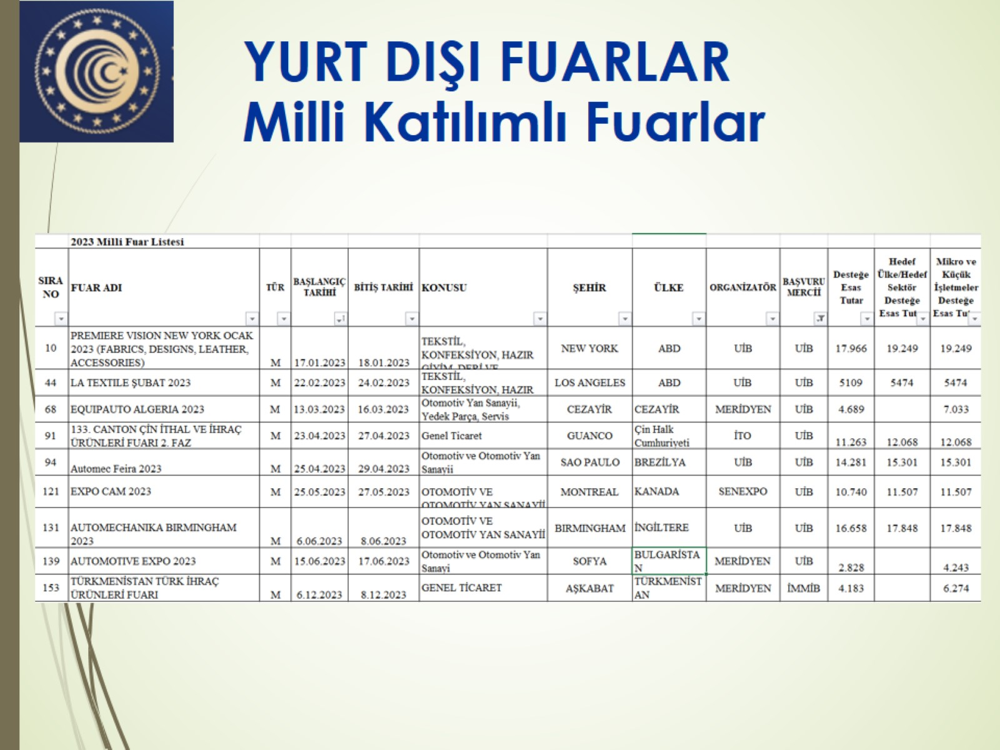 YURT DIŞI FUARLAR
Milli Katılımlı Fuarlar
2023 Milli Fuar Listesi
SIRA NO FUAR ADI TÜR BAŞLANGIÇ TARİHİ BİTİŞ TARİHİ KONUSU ŞEHİR ÜLKE ORGANİZATÖR BAŞVURU MERCİİ Desteğe Esas Tutar Hedef Ülke/Hedef Sektör Desteğe Esas Tut Mikro ve Küçük İşletmeler Desteğe Esas Tu
10 PREMIERE VISION NEW YORK OCAK 2023 (FABRICS, DESIGNS, LEATHER, ACCESSORIES) M 17.01.2023 18.01.2023 TEKSTİL, KONFEKSİYON, HAZIR GİYİM, DERİ VE NEW YORK ABD UİB UİB 17.966 19.249 19.249
44 LA TEXTILE ŞUBAT 2023 M 22.02.2023 24.02.2023 TEKSTİL, KONFEKSİYON, HAZIR LOS ANGELES ABD UİB UİB 5109 5474 5474
68 EQUIPAUTO ALGERIA 2023 M 13.03.2023 16.03.2023 Otomotiv Yan Sanayii, Yedek Parça, Servis CEZAYİR CEZAYİR MERİDYEN UİB 4.689 7.033
91 133. CANTON ÇİN İTHAL VE İHRAÇ ÜRÜNLERİ FUARI 2. FAZ M 23.04.2023 27.04.2023 Genel Ticaret GUANCO Çin Halk Cumhuriyeti İTO UİB 11.263 12.068 12.068
94 Automec Feira 2023 M 25.04.2023 29.04.2023 Otomotiv ve Otomotiv Yan Sanayii SAO PAULO BREZİLYA UİB UİB 14.281 15.301 15.301
121 EXPO CAM 2023 M 25.05.2023 27.05.2023 OTOMOTİV VE OTOMOTİV YAN SANAYİİ MONTREAL KANADA SENEXPO UİB 10.740 11.507 11.507
131 AUTOMECHANIKA BIRMINGHAM 2023 M 6.06.2023 8.06.2023 OTOMOTİV VE OTOMOTİV YAN SANAYİİ BIRMINGHAM İNGİLTERE UİB UİB 16.658 17.848 17.848
139 AUTOMOTIVE EXPO 2023 M 15.06.2023 17.06.2023 Otomotiv ve Otomotiv Yan Sanayi SOFYA BULGARİSTAN MERİDYEN UİB 2.828 4.243
153 TÜRKMENİSTAN TÜRK İHRAÇ ÜRÜNLERİ FUARI M 6.12.2023 8.12.2023 GENEL TİCARET AŞKABAT TÜRKMENİSTAN MERİDYEN İMMİB 4.183 6.274